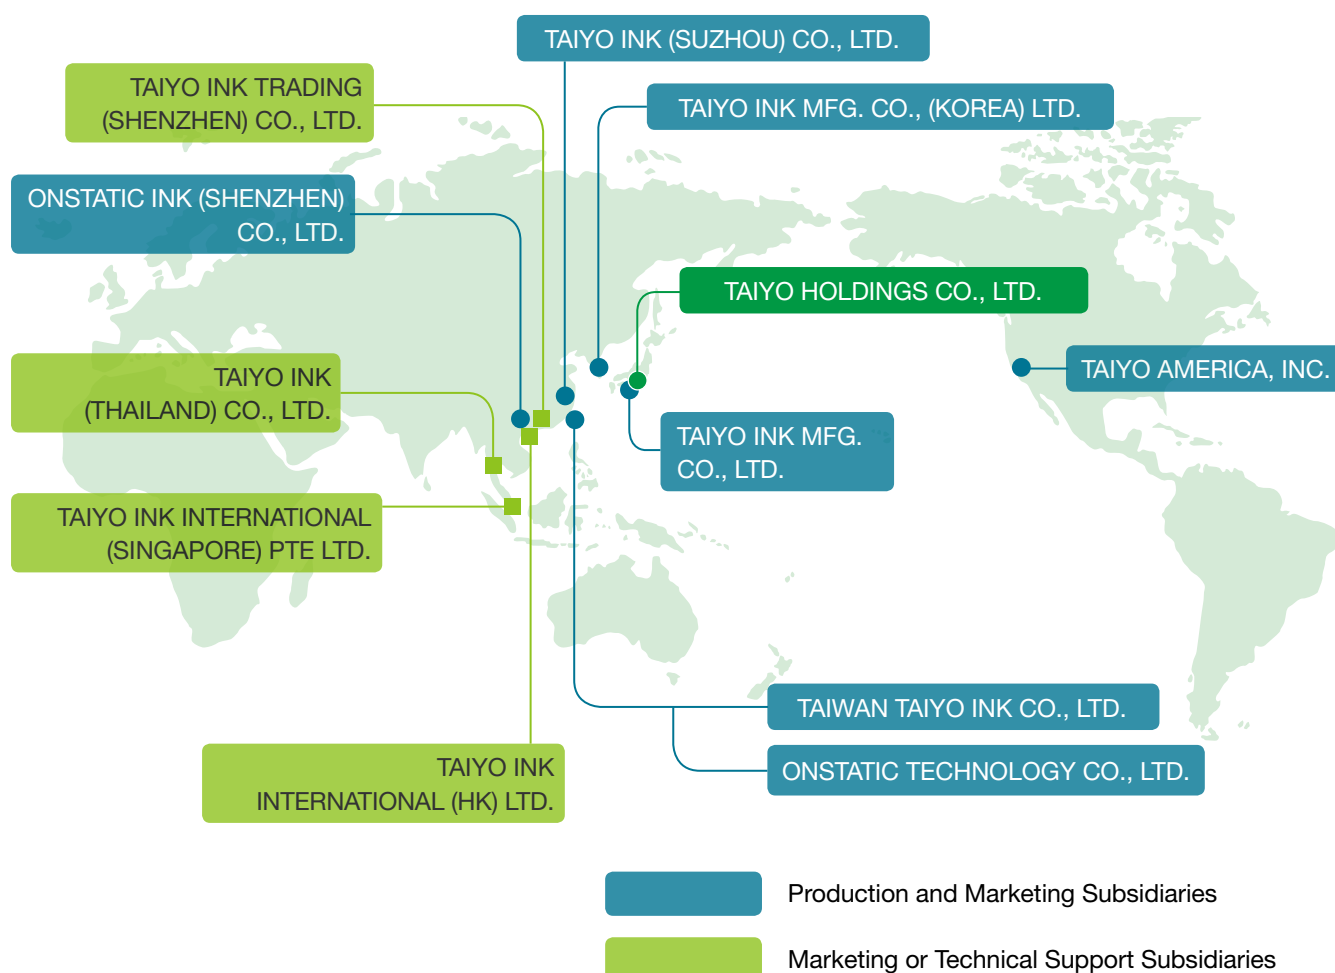 TAIYO INK (SUZHOU) CO., LTD.
TAIYO INK TRADING
(SHENZHEN) CO., LTD.
TAIYO INK MFG. CO., (KOREA) LTD.
ONSTATIC INK (SHENZHEN)
CO., LTD.
TAIYO HOLDINGS CO., LTD.
TAIYO AMERICA, INC.
TAIYO INK
(THAILAND) CO., LTD.
TAIYO INK MFG.
CO., LTD.
TAIYO INK INTERNATIONAL
(SINGAPORE) PTE LTD.
TAIWAN TAIYO INK CO., LTD.
ONSTATIC TECHNOLOGY CO., LTD.
TAIYO INK
INTERNATIONAL (HK) LTD.
Production and Marketing Subsidiaries
Marketing or Technical Support Subsidiaries